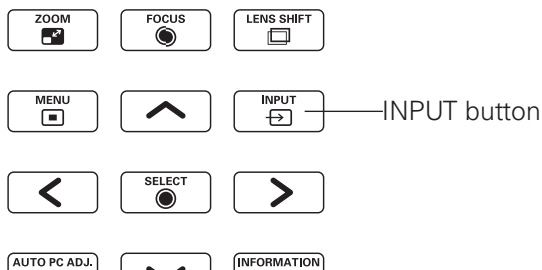 ZOOM FOCUS LENS SHIFT
MENU INPUT INPUT button
SELECT
AUTO PC ADJ. INFORMATION